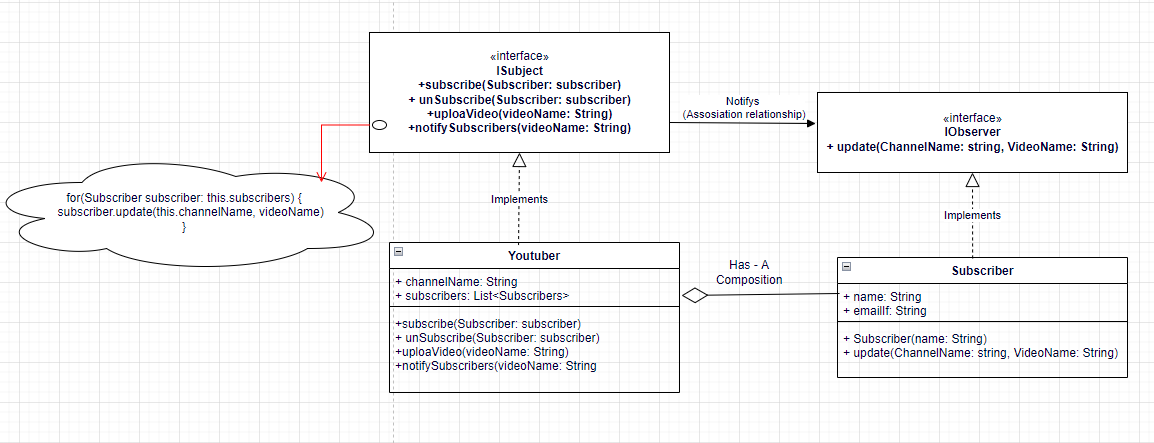 «interface»
ISubject
+subscribe(Subscriber: subscriber)
+ unSubscribe(Subscriber: subscriber)
+uploaVideo(videoName: String)
+notifySubscribers(videoName: String)
Notifys
(Assosiation relationship)
«interface»
IObserver
+ update(ChannelName: string, VideoName: String)
for(Subscriber subscriber: this.subscribers) {
subscriber.update(this.channelName, videoName)
}
Implements
Implements
Youtuber
+ channelName: String
+ subscribers: List<Subscribers>
+subscribe(Subscriber: subscriber)
+ unSubscribe(Subscriber: subscriber)
+uploaVideo(videoName: String)
+notifySubscribers(videoName: String
Has - A
Composition
Subscriber
+ name: String
+ emailIf: String
+ Subscriber(name: String)
+ update(ChannelName: string, VideoName: String)